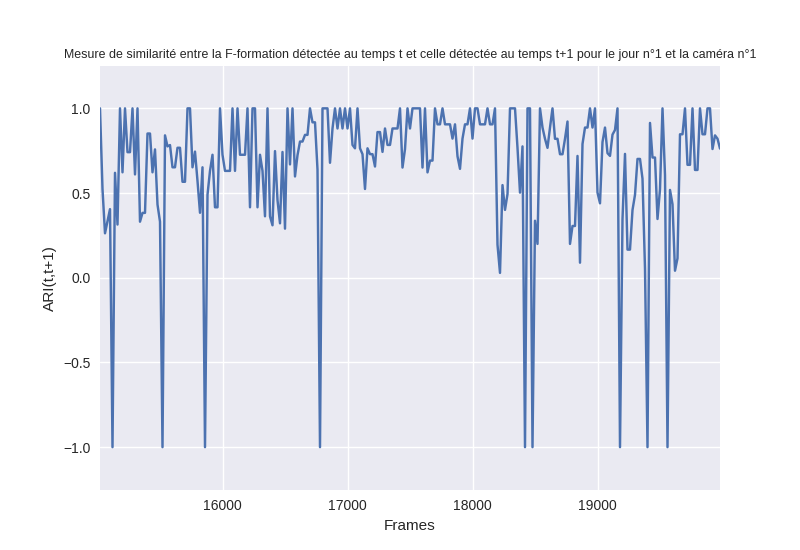 Mesure de similarité entre la F-formation détectée au temps t et celle détectée au temps t+1 pour le jour n°1 et la caméra n°1
1.0
0.5
0.0
−0.5
−1.0
ARI(t,t+1)
16000 17000 18000 19000
Frames